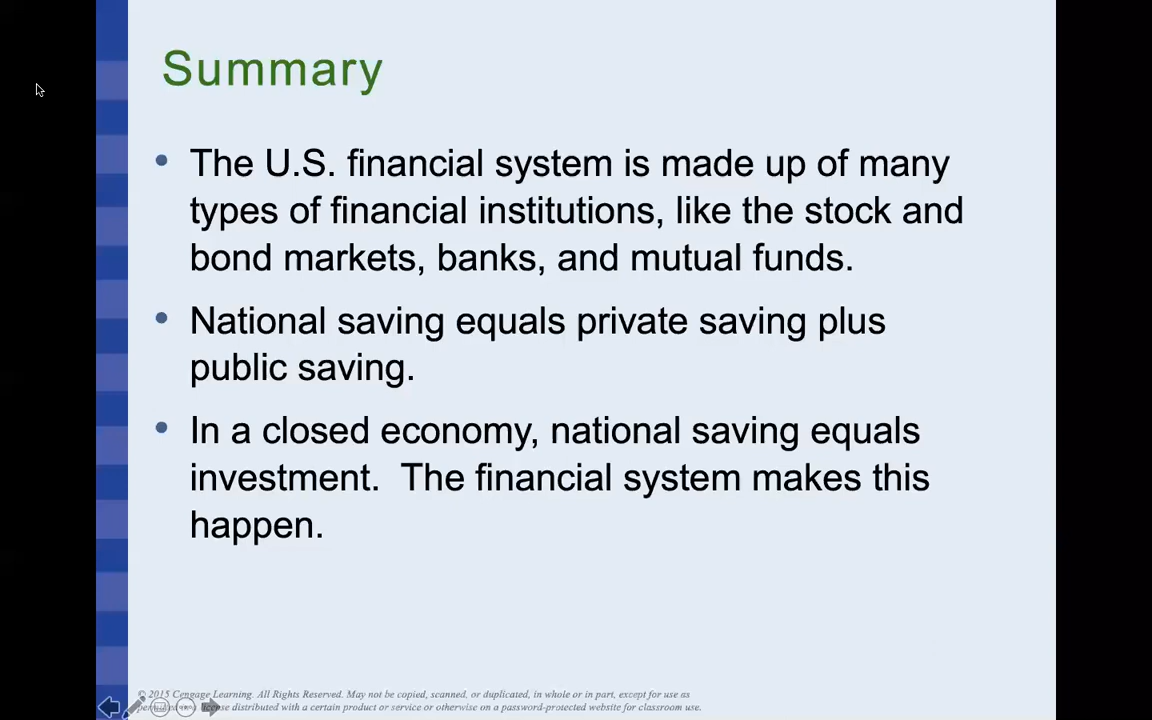 Summary
• The U.S. financial system is made up of many
types of financial institutions, like the stock and
bond markets, banks, and mutual funds.
• National saving equals private saving plus
public saving.
• In a closed economy, national saving equals
investment.  The financial system makes this
happen.
© 2015 Cengage Learning. All Rights Reserved. May not be copied, scanned, or duplicated, in whole or in part, except for use as
license distributed with a certain product or service or otherwise on a password-protected website for classroom use.